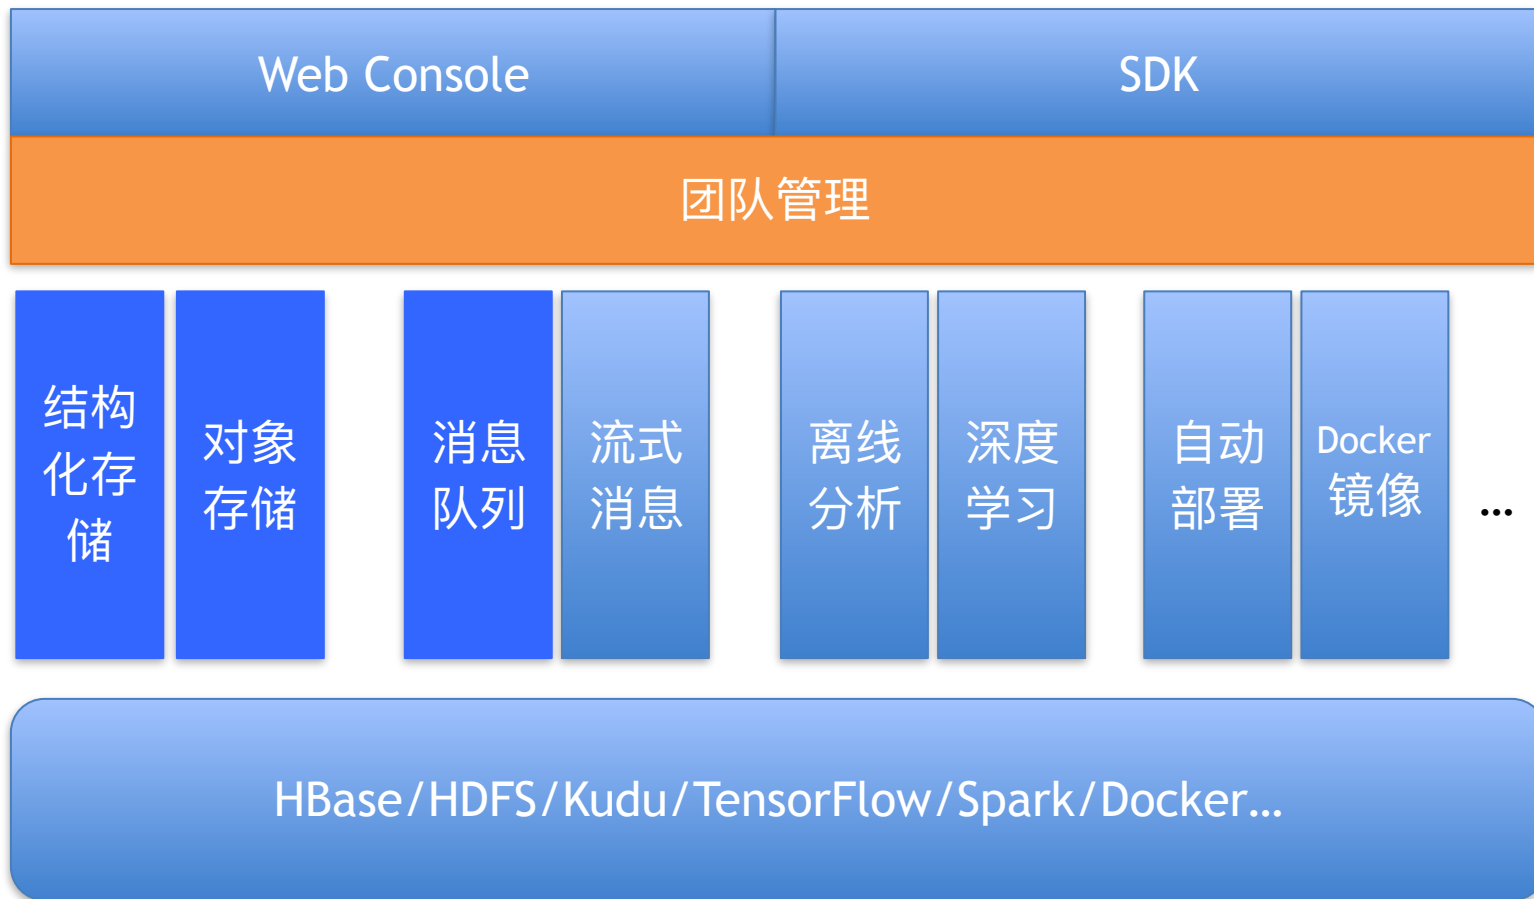 Web Console
SDK
团队管理
结构
化存
储
对象
存储
消息
队列
流式
消息
离线
分析
深度
学习
自动
部署
Docker
镜像
...
HBase/HDFS/Kudu/TensorFlow/Spark/Docker...